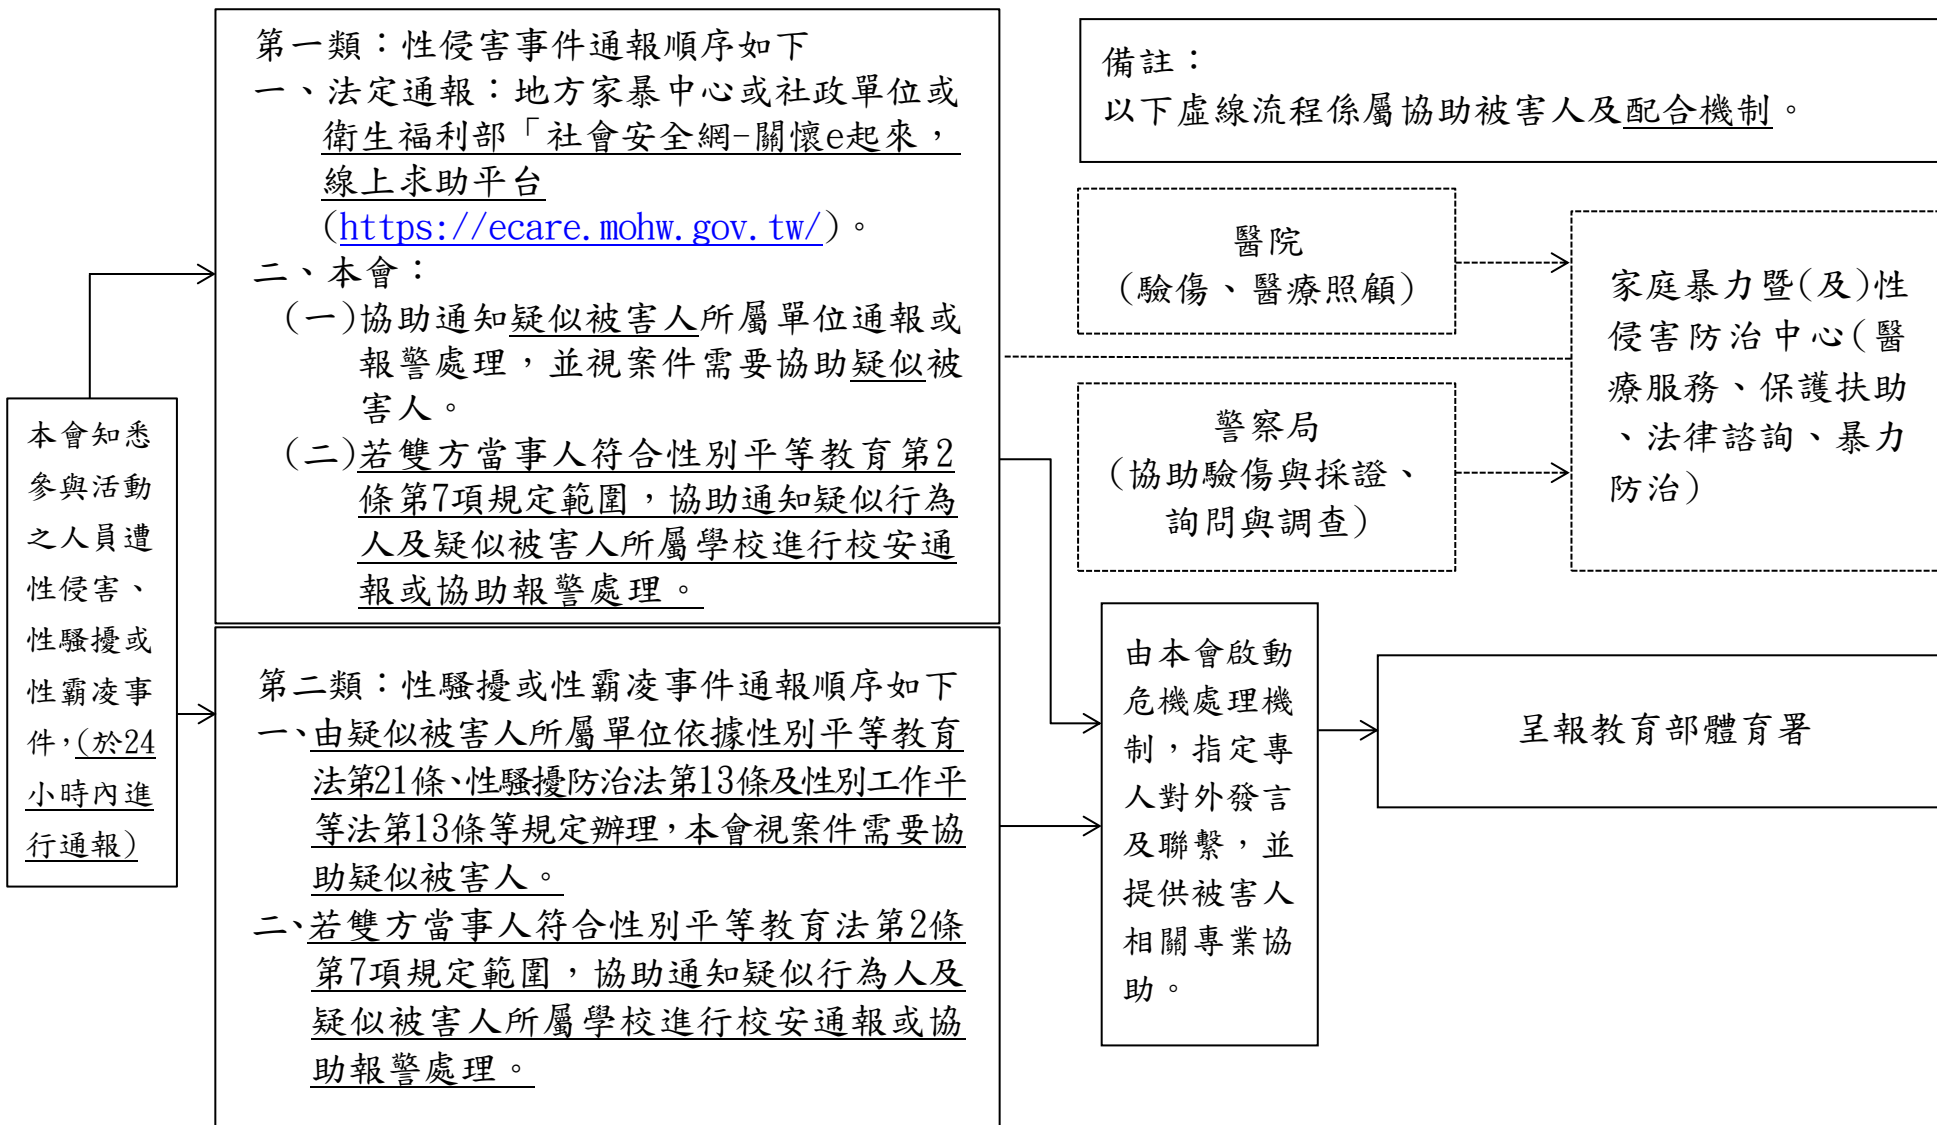 本會知悉
參與活動
之人員遭
性侵害、
性騷擾或
性霸凌事
件,(於24
小時內進
行通報)
第一類：性侵害事件通報順序如下
一、法定通報：地方家暴中心或社政單位或
衛生福利部「社會安全網-關懷e起來，
線上求助平台
(https://ecare.mohw.gov.tw/)。
二、本會：
(一)協助通知疑似被害人所屬單位通報或
報警處理，並視案件需要協助疑似被
害人。
(二)若雙方當事人符合性別平等教育第2
條第7項規定範圍，協助通知疑似行為
人及疑似被害人所屬學校進行校安通
報或協助報警處理。
第二類：性騷擾或性霸凌事件通報順序如下
一、由疑似被害人所屬單位依據性別平等教育
法第21條、性騷擾防治法第13條及性別工作平
等法第13條等規定辦理，本會視案件需要協
助疑似被害人。
二、若雙方當事人符合性別平等教育法第2條
第7項規定範圍，協助通知疑似行為人及
疑似被害人所屬學校進行校安通報或協
助報警處理。
備註：
以下虛線流程係屬協助被害人及配合機制。
醫院
(驗傷、醫療照顧)
警察局
(協助驗傷與採證、
詢問與調查)
家庭暴力暨(及)性
侵害防治中心(醫
療服務、保護扶助
、法律諮詢、暴力
防治)
由本會啟動
危機處理機
制，指定專
人對外發言
及聯繫，並
提供被害人
相關專業協
助。
呈報教育部體育署